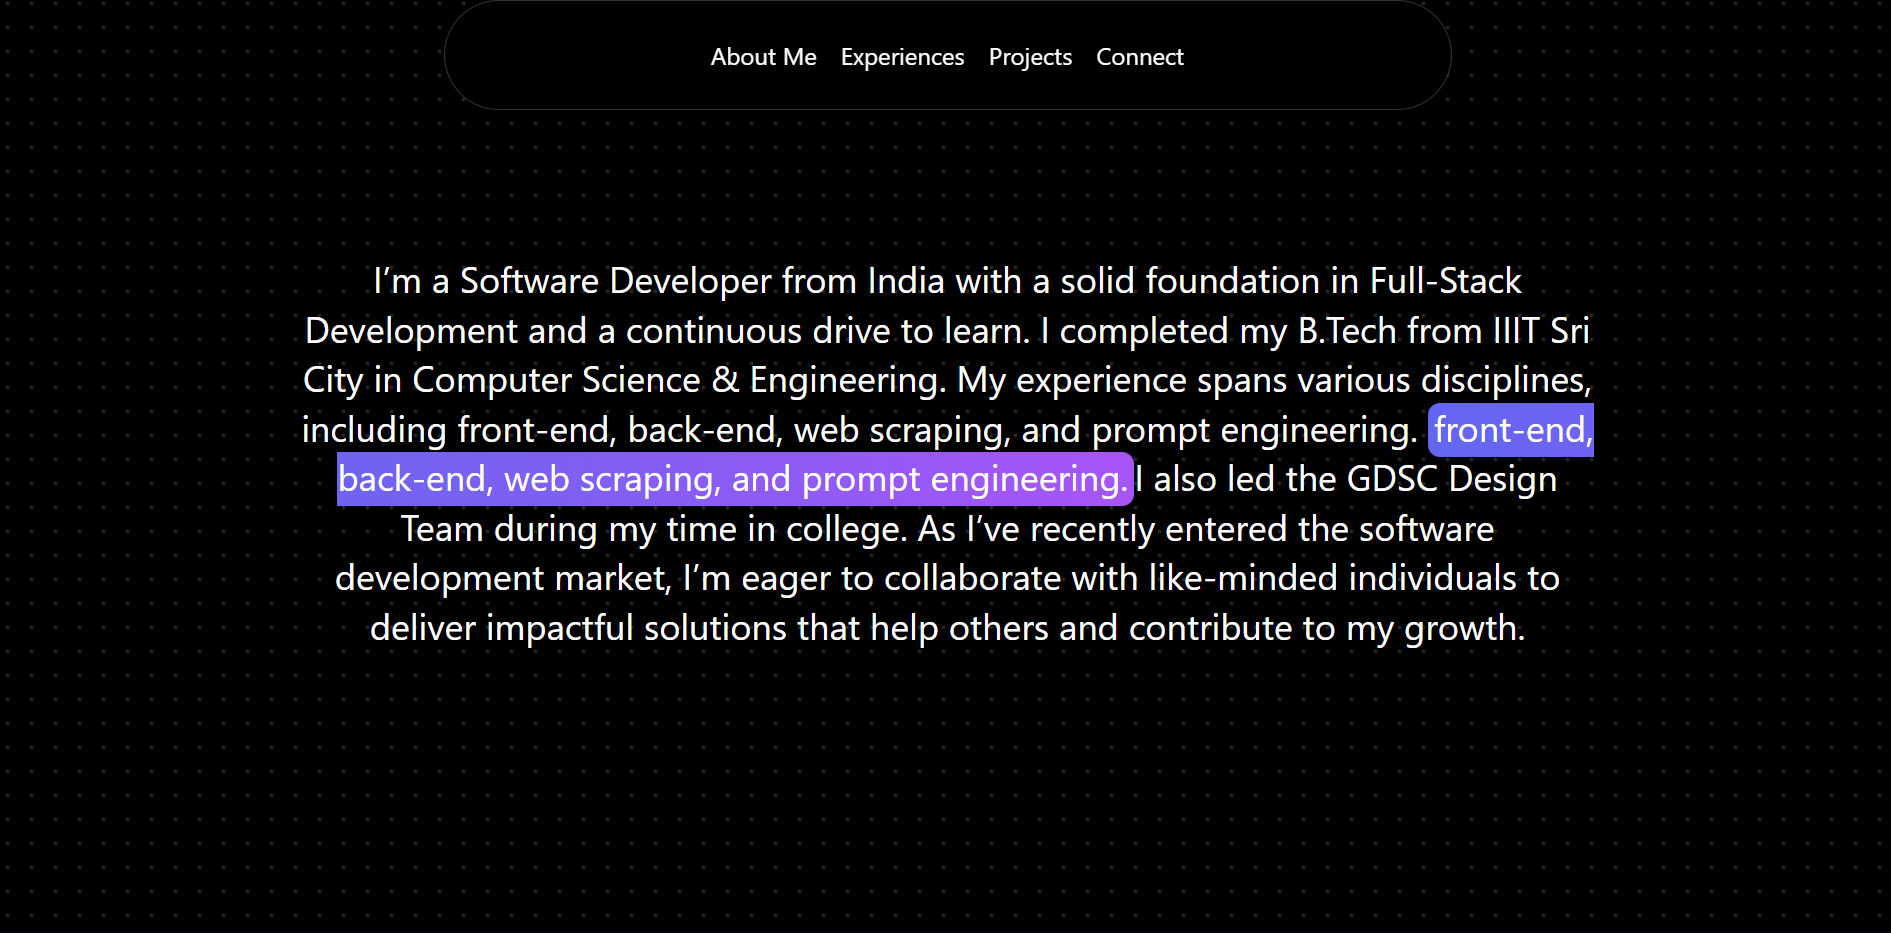 About Me Experiences Projects Connect
I’m a Software Developer from India with a solid foundation in Full-Stack
Development and a continuous drive to learn. I completed my B.Tech from IIIT Sri
City in Computer Science & Engineering. My experience spans various disciplines,
including front-end, back-end, web scraping, and prompt engineering. front-end,
back-end, web scraping, and prompt engineering. I also led the GDSC Design
Team during my time in college. As I’ve recently entered the software
development market, I’m eager to collaborate with like-minded individuals to
deliver impactful solutions that help others and contribute to my growth.